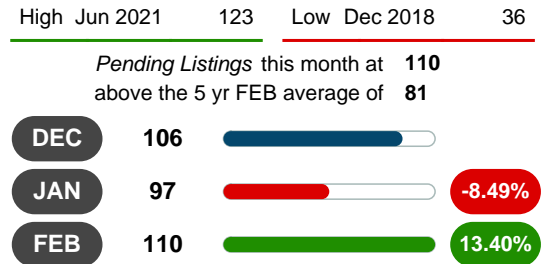 High Jun 2021 123 Low Dec 2018 36
Pending Listings this month at 110
above the 5 yr FEB average of 81
DEC 106
JAN 97 -8.49%
FEB 110 13.40%